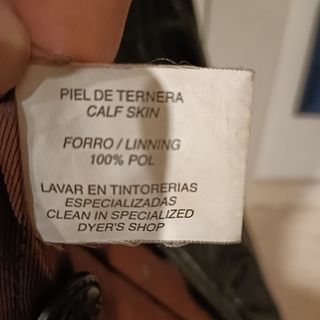 PIEL DE TERNERA
CALF SKIN
FORRO / LINNING
100% POL
LAVAR EN TINTORERIAS
ESPECIALIZADAS
CLEAN IN SPECIALIZED
DYER'S SHOP